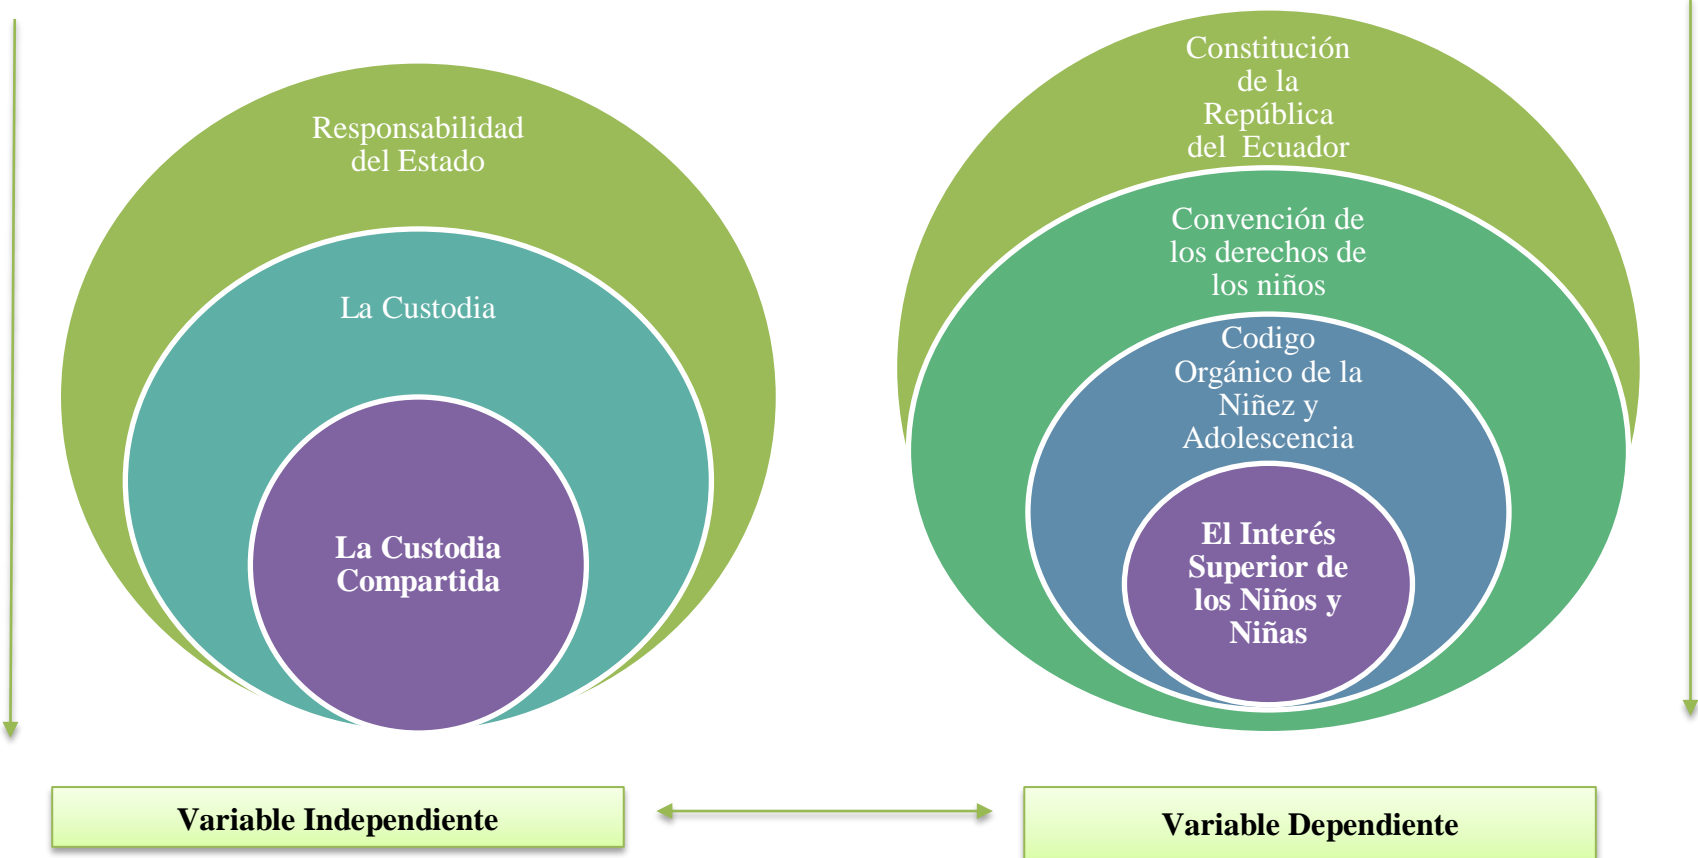 Responsabilidad
del Estado
La Custodia
La Custodia
Compartida
Constitución
de la
República
del Ecuador
Convención de
los derechos de
los niños
Codigo
Orgánico de la
Niñez y
Adolescencia
El Interés
Superior de
los Niños y
Niñas
Variable Independiente
Variable Dependiente